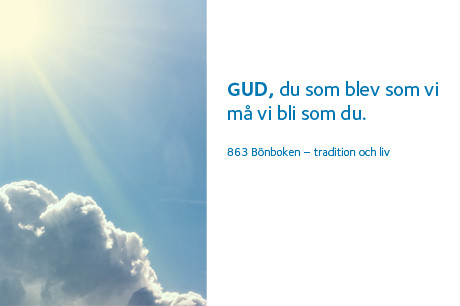 GUD, du som blev som vi
må vi bli som du.
863 Bönboken – tradition och liv